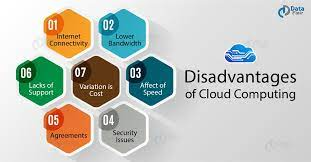 Data
Flair
01
Internet
Connectivity
02
Lower
Bandwidth
06
Lacks of
Support
07
Variation is
Cost
03
Affect of
Speed
05
Agreements
04
Security
Issues
Disadvantages
of Cloud Computing